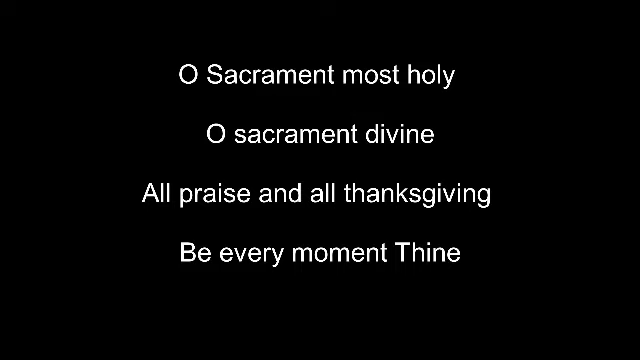 O Sacrament most holy
O sacrament divine
All praise and all thanksgiving
Be every moment Thine